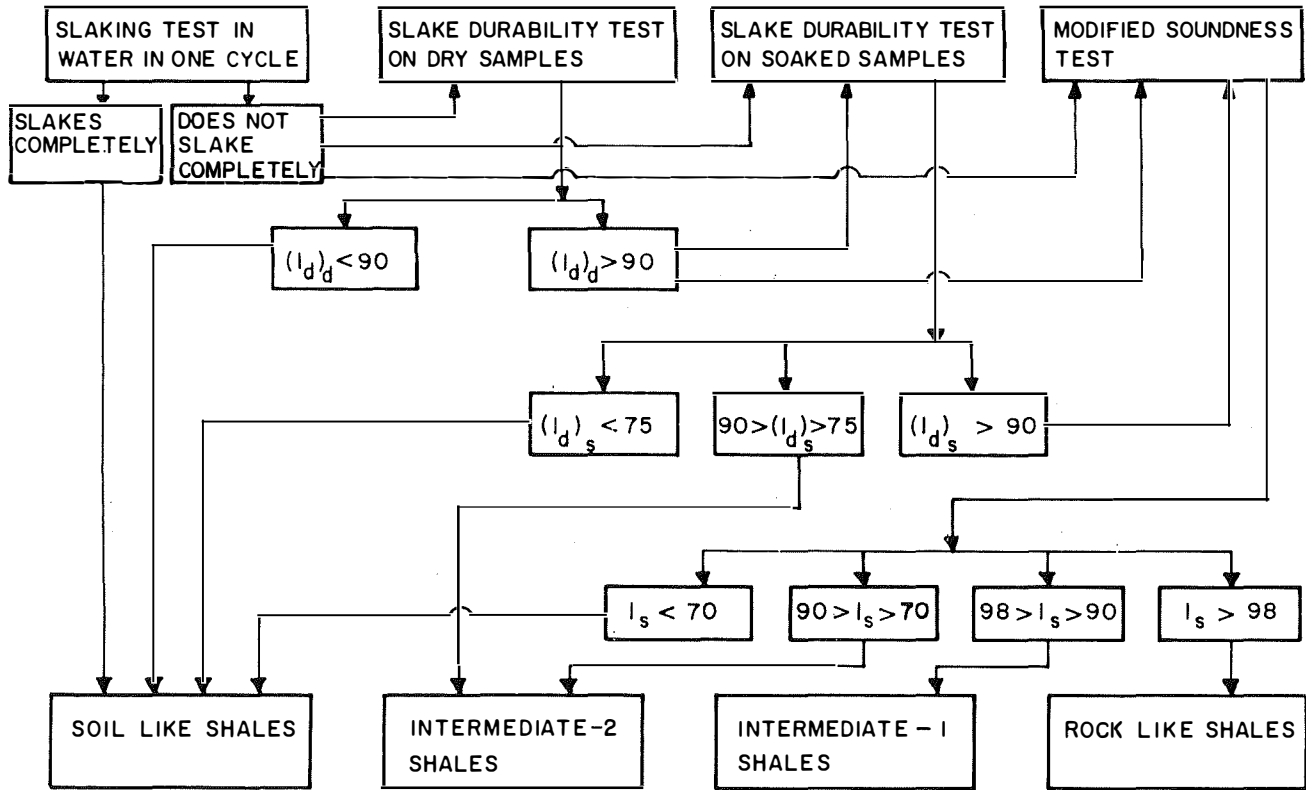 SLAKING TEST IN
WATER IN ONE CYCLE
SLAKE DURABILITY TEST
ON DRY SAMPLES
SLAKE DURABILITY TEST
ON SOAKED SAMPLES
MODIFIED SOUNDNESS
TEST
SLAKES
COMPLETELY
DOES NOT
SLAKE
COMPLETELY
(I_d)_d < 90
(I_d)_d > 90
(I_d)_s < 75
90 > (I_d)_s > 75
(I_d)_s > 90
I_s < 70
90 > I_s > 70
98 > I_s > 90
I_s > 98
SOIL LIKE SHALES
INTERMEDIATE-2
SHALES
INTERMEDIATE - I
SHALES
ROCK LIKE SHALES